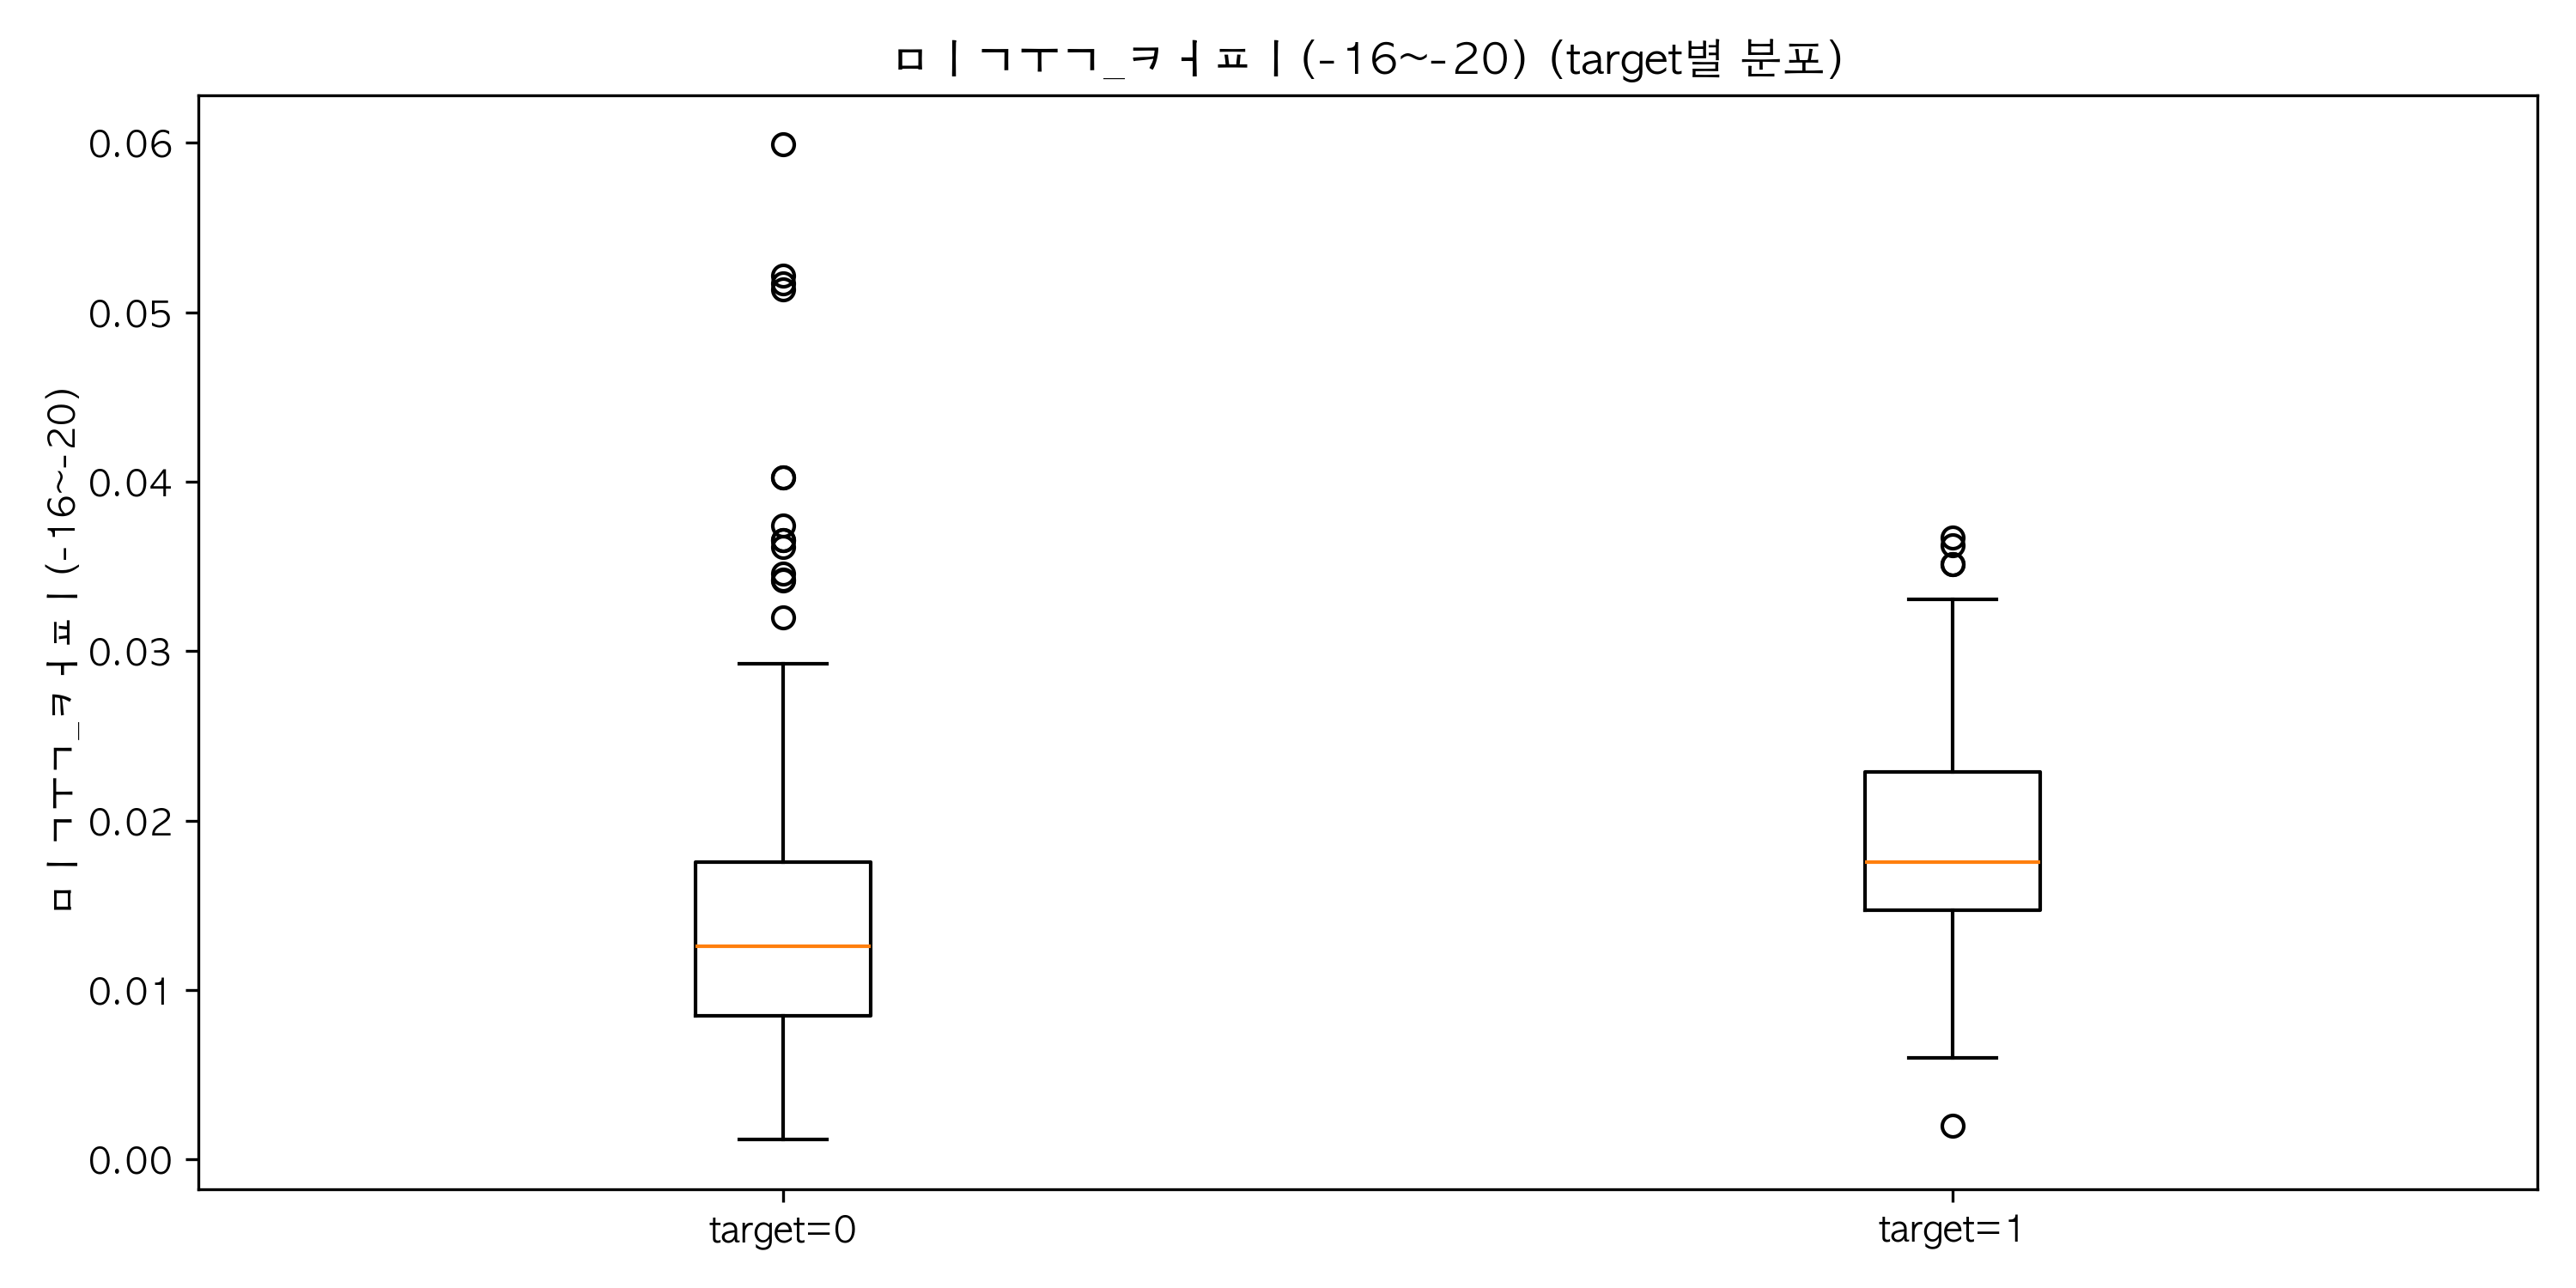 ㅁㅣㄱㅜㄱ_ㅋㅓㅍㅣ(-16~-20) (target별 분포)
ㅁㅣㄱㅜㄱ_ㅋㅓㅍㅣ(-16~-20)
0.06
0.05
0.04
0.03
0.02
0.01
0.00
target=0
target=1